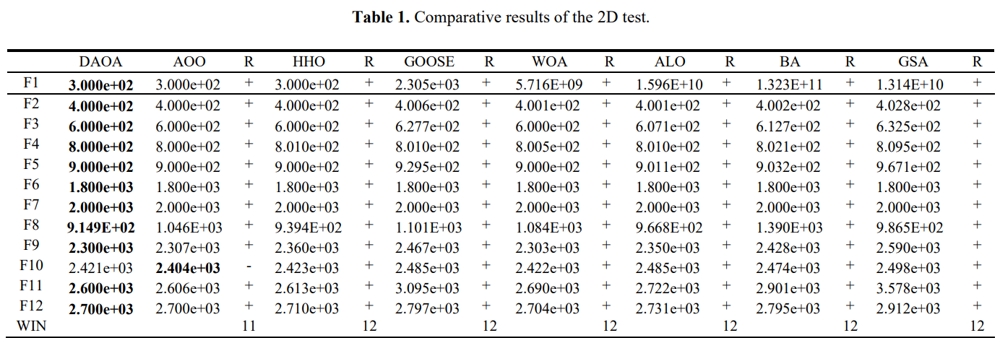 Table 1. Comparative results of the 2D test.
DAOA AOO R HHO R GOOSE R WOA R ALO R BA R GSA R
F1 3.000e+02 3.000e+02 + 3.000e+02 + 2.305e+03 + 5.716E+09 + 1.596E+10 + 1.323E+11 + 1.314E+10 +
F2 4.000e+02 4.000e+02 + 4.000e+02 + 4.006e+02 + 4.001e+02 + 4.001e+02 + 4.002e+02 + 4.028e+02 +
F3 6.000e+02 6.000e+02 + 6.000e+02 + 6.277e+02 + 6.000e+02 + 6.071e+02 + 6.127e+02 + 6.325e+02 +
F4 8.000e+02 8.000e+02 + 8.010e+02 + 8.010e+02 + 8.005e+02 + 8.010e+02 + 8.021e+02 + 8.095e+02 +
F5 9.000e+02 9.000e+02 + 9.000e+02 + 9.295e+02 + 9.000e+02 + 9.011e+02 + 9.032e+02 + 9.671e+02 +
F6 1.800e+03 1.800e+03 + 1.800e+03 + 1.800e+03 + 1.800e+03 + 1.800e+03 + 1.800e+03 + 1.800e+03 +
F7 2.000e+03 2.000e+03 + 2.000e+03 + 2.000e+03 + 2.000e+03 + 2.000e+03 + 2.000e+03 + 2.000e+03 +
F8 9.149E+02 1.046E+03 + 9.394E+02 + 1.101E+03 + 1.084E+03 + 9.668E+02 + 1.390E+03 + 9.865E+02 +
F9 2.300e+03 2.307e+03 + 2.360e+03 + 2.467e+03 + 2.303e+03 + 2.350e+03 + 2.428e+03 + 2.590e+03 +
F10 2.421e+03 2.404e+03 - 2.423e+03 + 2.485e+03 + 2.422e+03 + 2.485e+03 + 2.474e+03 + 2.498e+03 +
F11 2.600e+03 2.606e+03 + 2.613e+03 + 3.095e+03 + 2.690e+03 + 2.722e+03 + 2.901e+03 + 3.578e+03 +
F12 2.700e+03 2.700e+03 + 2.710e+03 + 2.797e+03 + 2.704e+03 + 2.731e+03 + 2.795e+03 + 2.912e+03 +
WIN 11 12 12 12 12 12 12